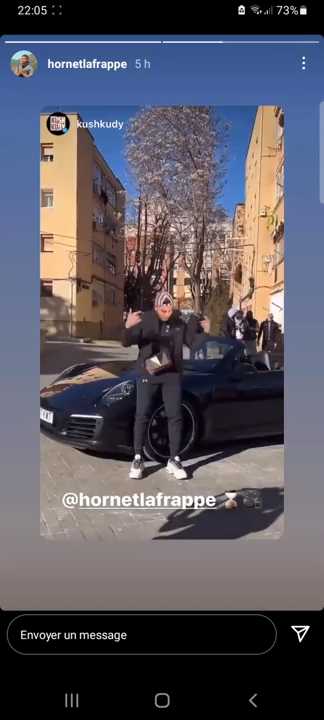 22:05
73%
hornetlafrappe 5 h
kushkudy
@hornetlafrappe
Envoyer un message